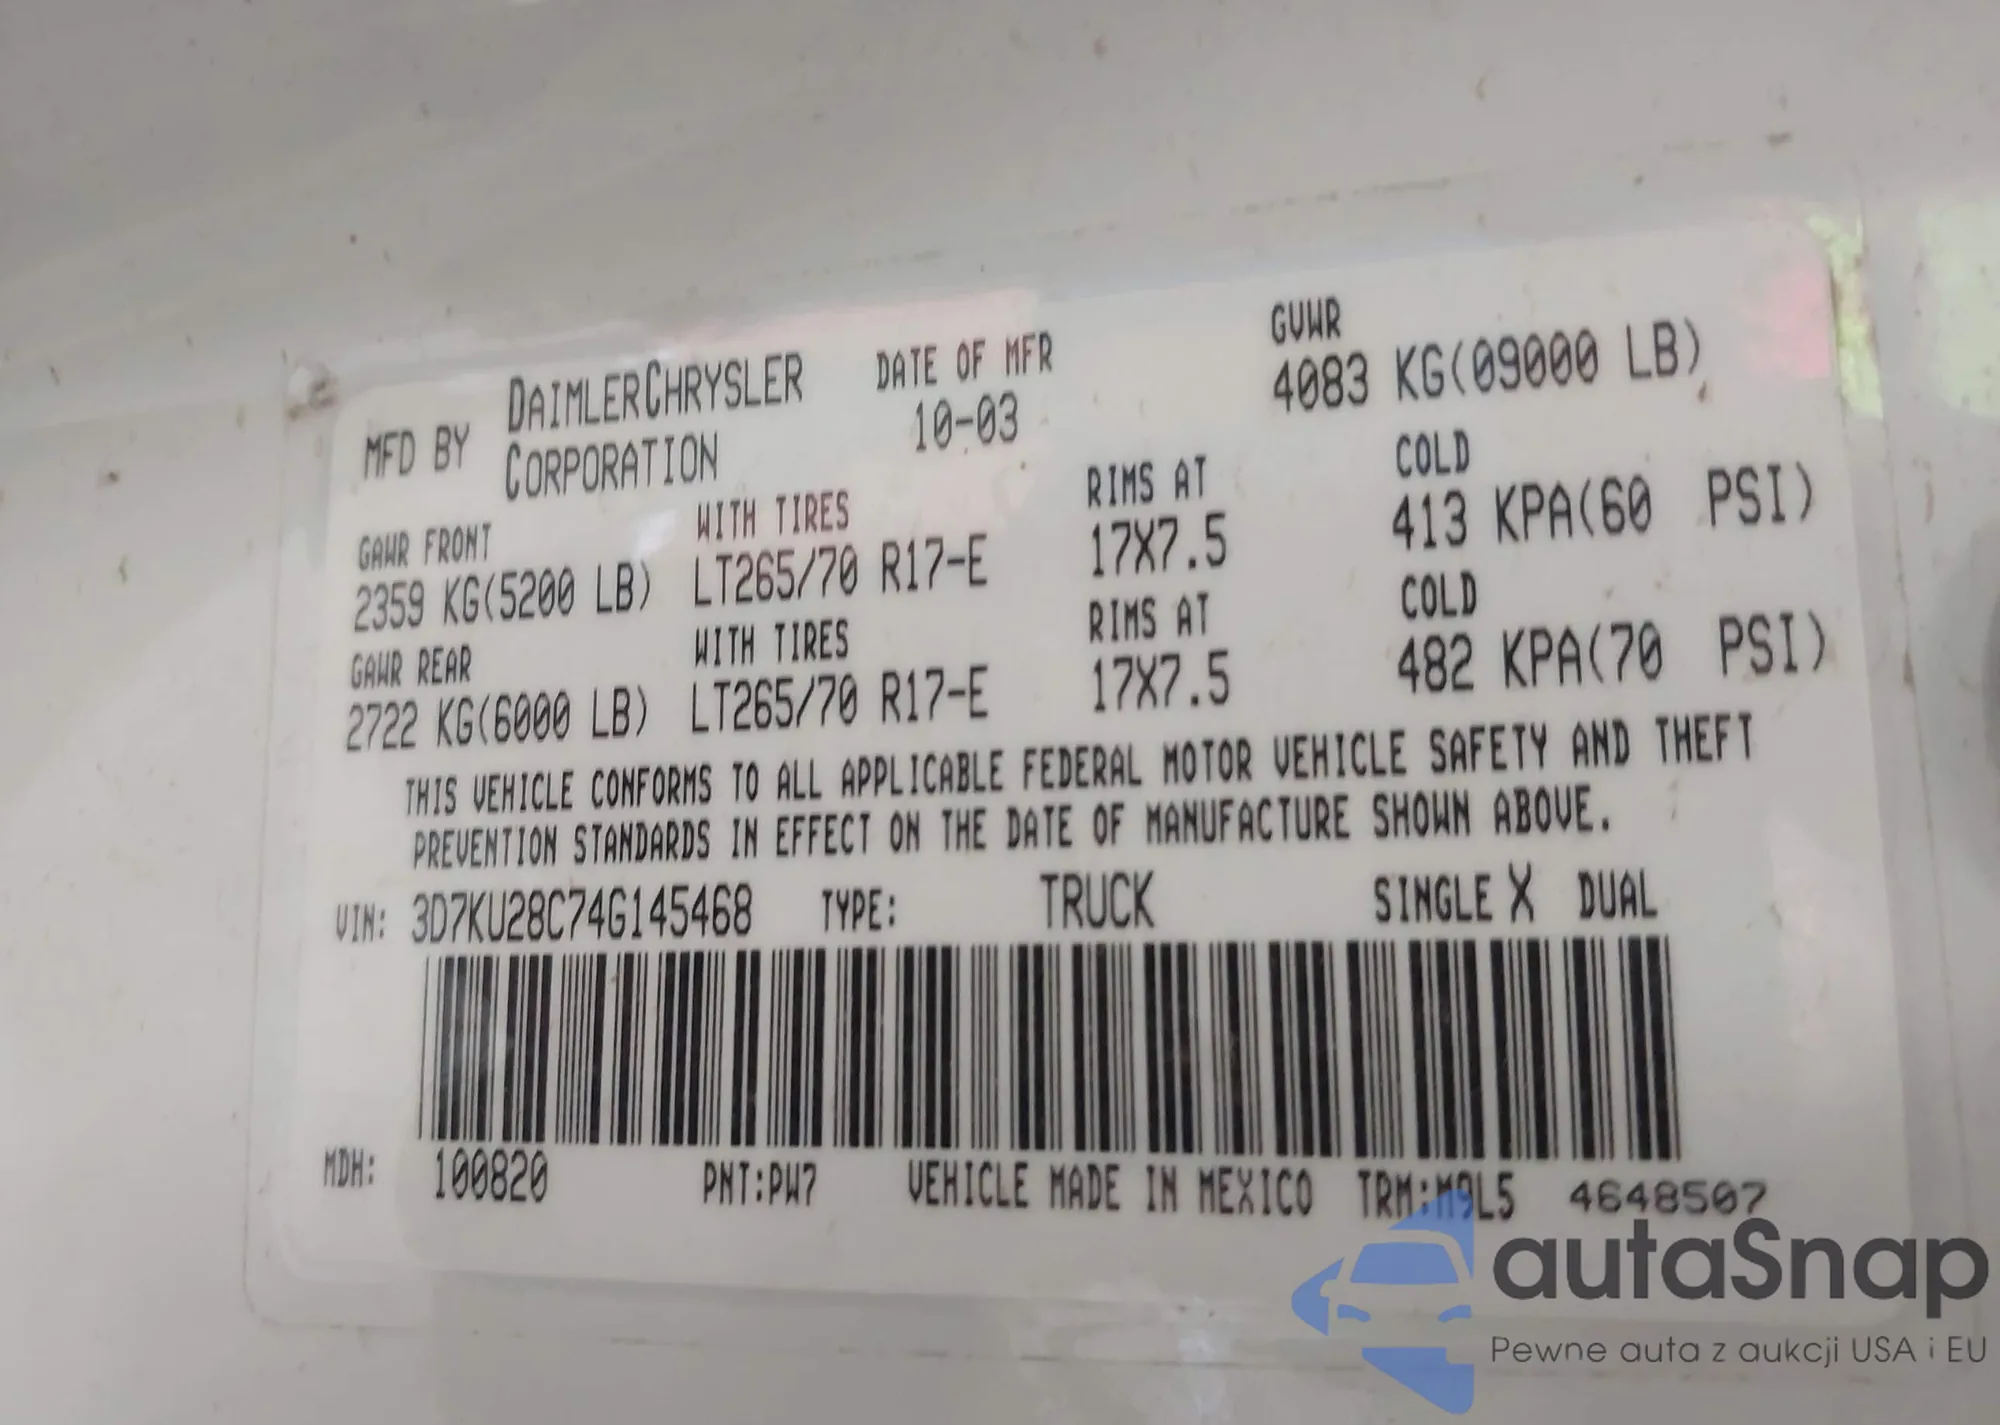 MFD BY DAIMLERCHRYSLER CORPORATION DATE OF MFR 10-03 GVWR 4083 KG(09000 LB)
GAWR FRONT WITH TIRES RIMS AT COLD
2359 KG(5200 LB) LT265/70 R17-E 17X7.5 413 KPA(60 PSI)
GAWR REAR WITH TIRES RIMS AT COLD
2722 KG(6000 LB) LT265/70 R17-E 17X7.5 482 KPA(70 PSI)
THIS VEHICLE CONFORMS TO ALL APPLICABLE FEDERAL MOTOR VEHICLE SAFETY AND THEFT
PREVENTION STANDARDS IN EFFECT ON THE DATE OF MANUFACTURE SHOWN ABOVE.
VIN: 3D7KU28C74G145468 TYPE: TRUCK SINGLE X DUAL
MDH: 100820 PNT:PW7 VEHICLE MADE IN MEXICO TRM:M9L5 4648507
autaSnap
Pewne auta z aukcji USA i EU